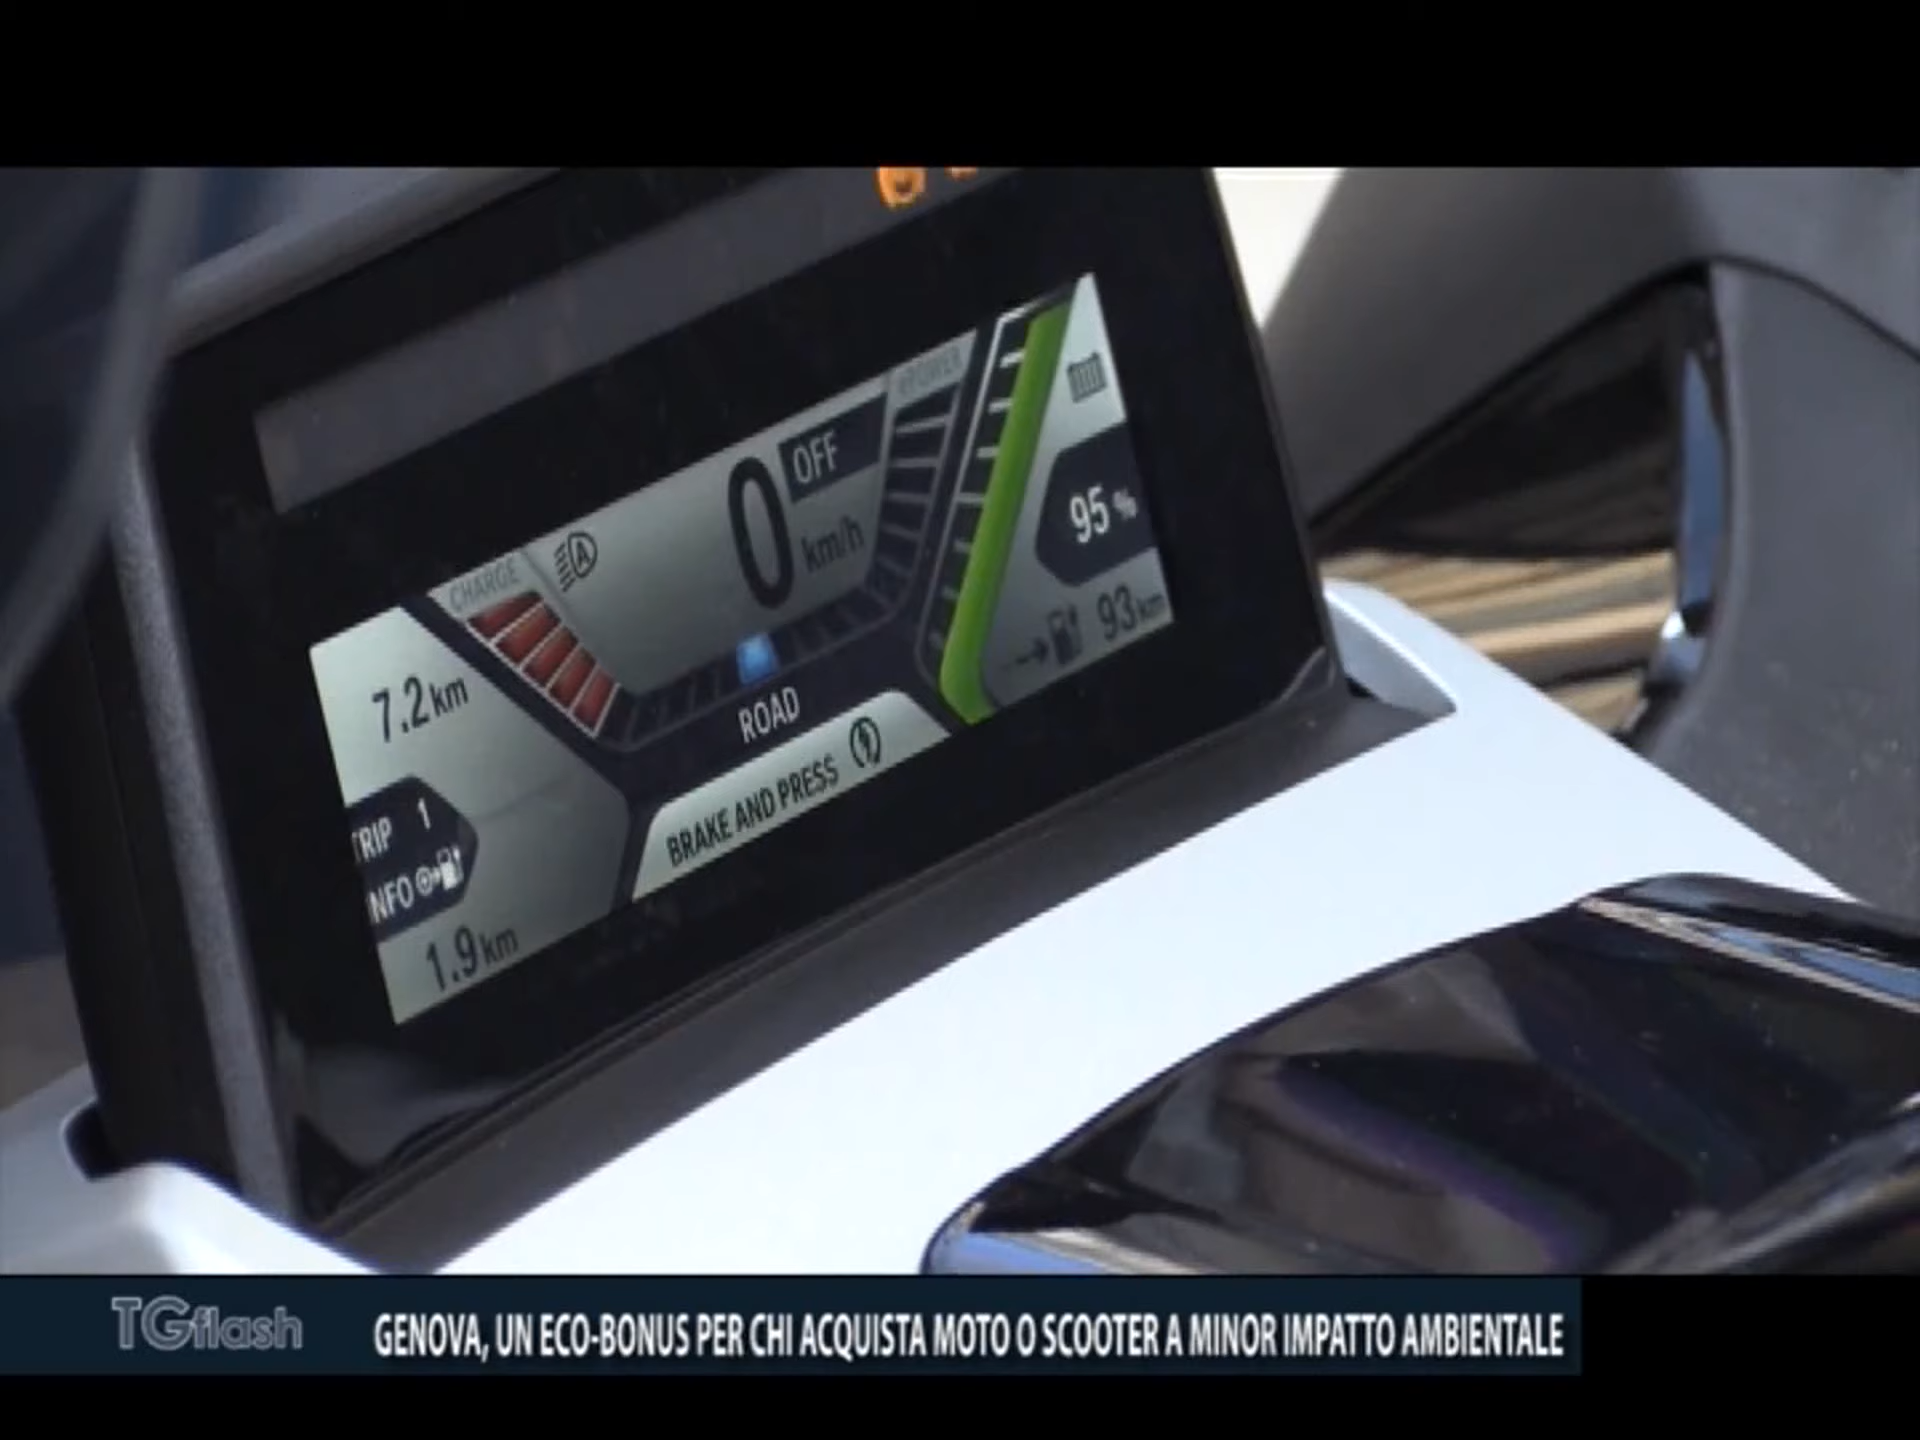 ePOWER
OFF
0
km/h
CHARGE
95 %
93 km
7.2 km
ROAD
BRAKE AND PRESS
TRIP 1
INFO
1.9 km
TGflash GENOVA, UN ECO-BONUS PER CHI ACQUISTA MOTO O SCOOTER A MINOR IMPATTO AMBIENTALE